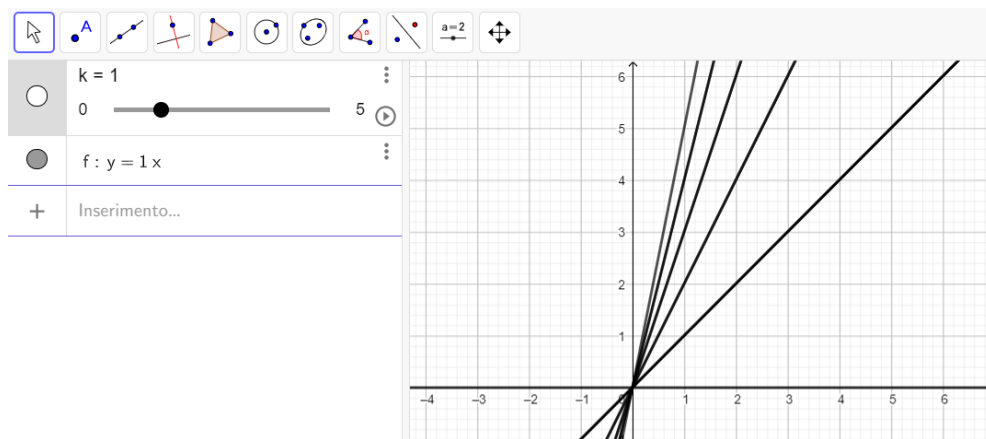 A
α
a=2
k = 1
0
5
f : y = 1 x
+ Inserimento...
6
5
4
3
2
1
–4 –3 –2 –1 0 1 2 3 4 5 6